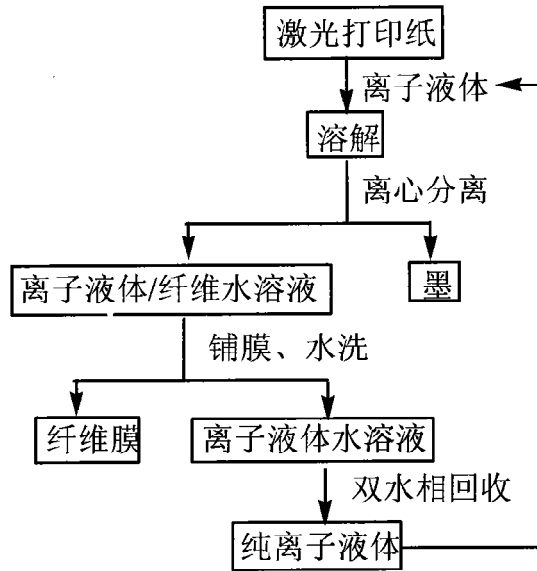 激光打印纸
离子液体
溶解
离心分离
离子液体/纤维水溶液
墨
铺膜、水洗
纤维膜
离子液体水溶液
双水相回收
纯离子液体